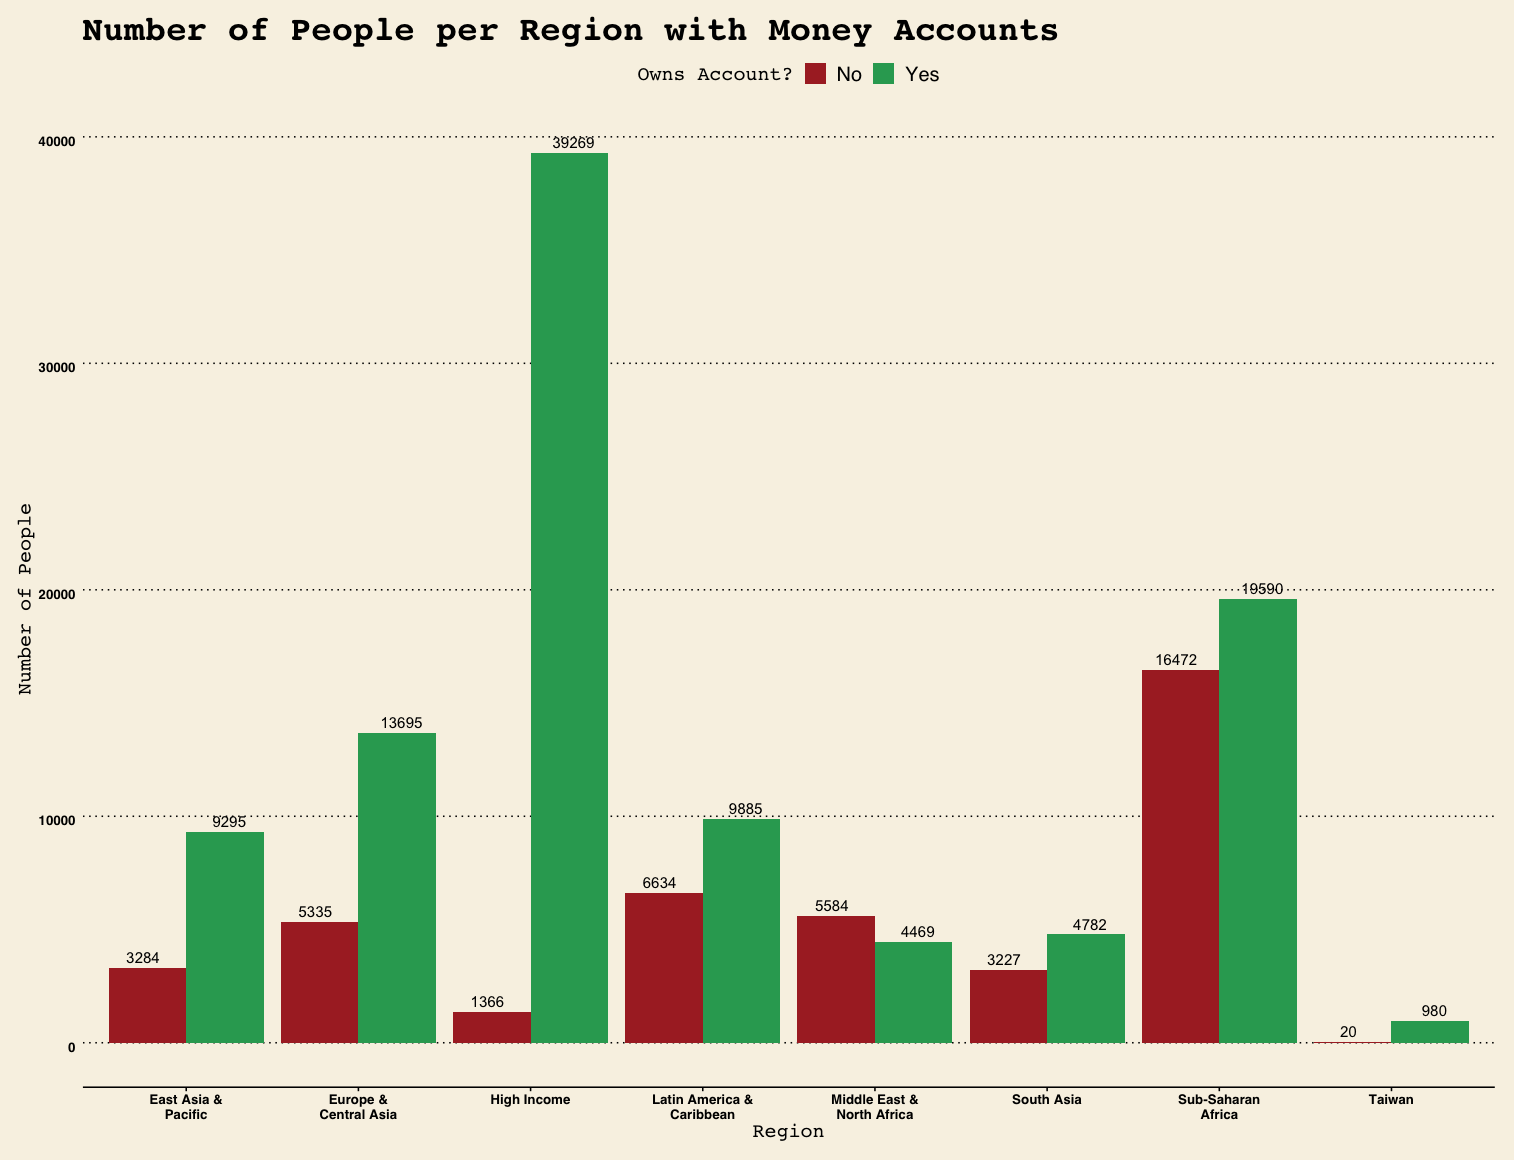 Number of People per Region with Money Accounts
Owns Account? No Yes
Number of People
40000
30000
20000
10000
0
3284
9295
5335
13695
1366
39269
6634
9885
5584
4469
3227
4782
16472
19590
20
980
East Asia &
Pacific
Europe &
Central Asia
High Income
Latin America &
Caribbean
Middle East &
North Africa
South Asia
Sub-Saharan
Africa
Taiwan
Region